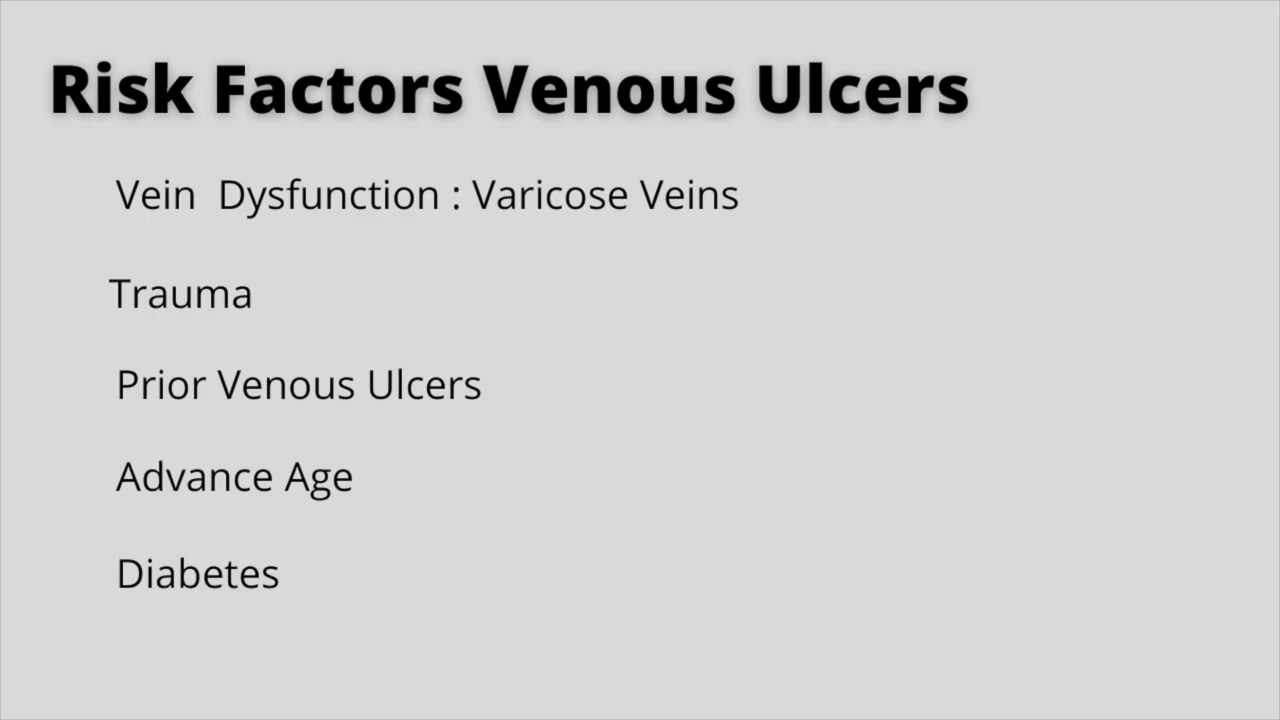 Risk Factors Venous Ulcers
Vein  Dysfunction : Varicose Veins
Trauma
Prior Venous Ulcers
Advance Age
Diabetes